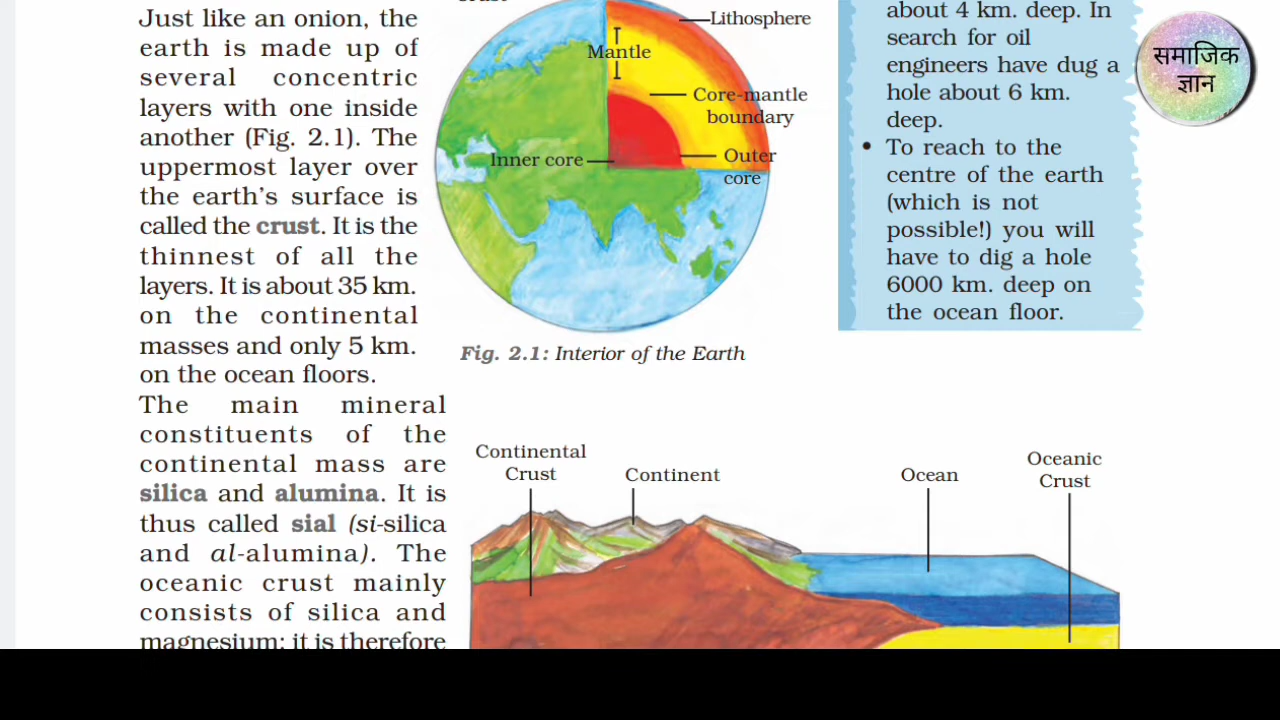 Just like an onion, the
earth is made up of
several concentric
layers with one inside
another (Fig. 2.1). The
uppermost layer over
the earth's surface is
called the crust. It is the
thinnest of all the
layers. It is about 35 km.
on the continental
masses and only 5 km.
on the ocean floors.
The main mineral
constituents of the
continental mass are
silica and alumina. It is
thus called sial (si-silica
and al-alumina). The
oceanic crust mainly
consists of silica and
magnesium; it is therefore
Lithosphere
Mantle
Core-mantle
boundary
Inner core
Outer
core
Fig. 2.1: Interior of the Earth
about 4 km. deep. In
search for oil
engineers have dug a
hole about 6 km.
deep.
• To reach to the
centre of the earth
(which is not
possible!) you will
have to dig a hole
6000 km. deep on
the ocean floor.
समाजिक
ज्ञान
Continental
Crust
Continent
Ocean
Oceanic
Crust